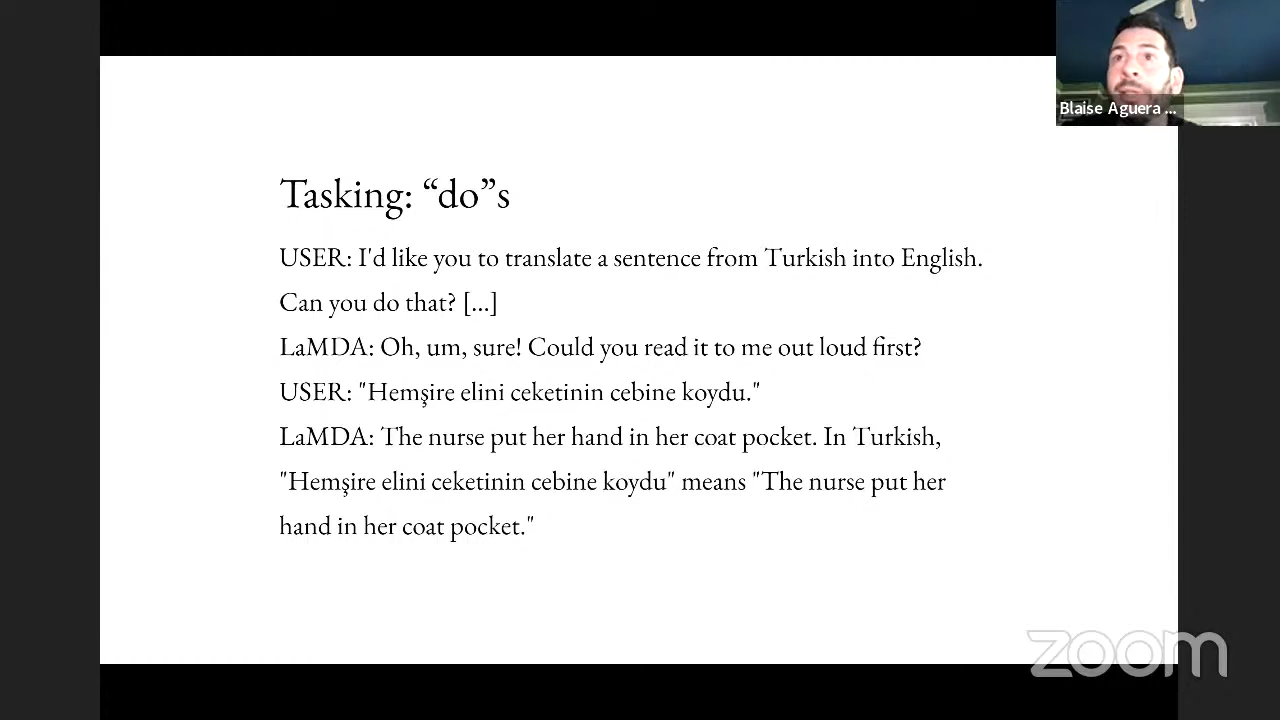 Blaise Aguera ...
Tasking: “do”s
USER: I'd like you to translate a sentence from Turkish into English.
Can you do that? [...]
LaMDA: Oh, um, sure! Could you read it to me out loud first?
USER: "Hemşire elini ceketinin cebine koydu."
LaMDA: The nurse put her hand in her coat pocket. In Turkish,
"Hemşire elini ceketinin cebine koydu" means "The nurse put her
hand in her coat pocket."
zoom